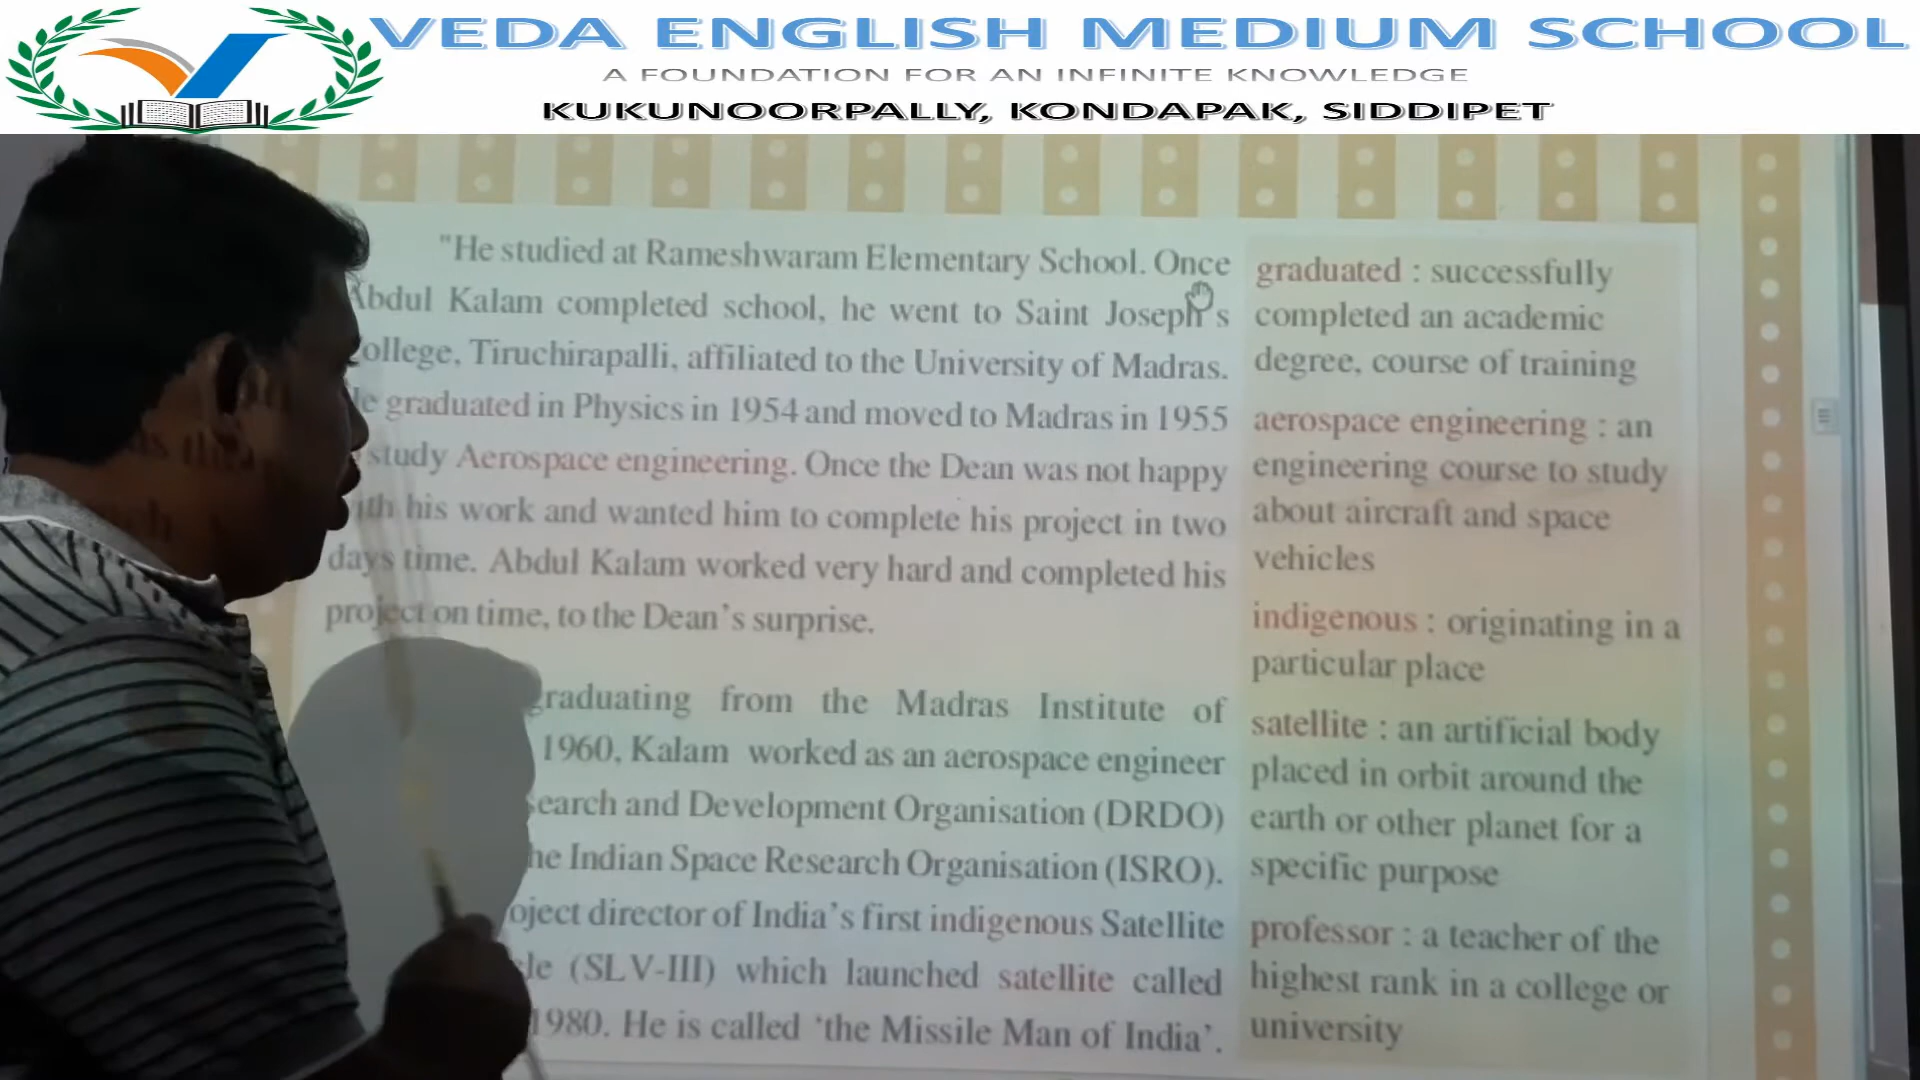 VEDA ENGLISH MEDIUM SCHOOL
A FOUNDATION FOR AN INFINITE KNOWLEDGE
KUKUNOORPALLY, KONDAPAK, SIDDIPET
"He studied at Rameshwaram Elementary School. Once
Abdul Kalam completed school, he went to Saint Joseph's
College, Tiruchirapalli, affiliated to the University of Madras.
He graduated in Physics in 1954 and moved to Madras in 1955
study Aerospace engineering. Once the Dean was not happy
with his work and wanted him to complete his project in two
days time. Abdul Kalam worked very hard and completed his
project on time, to the Dean's surprise.
graduating from the Madras Institute of
1960, Kalam worked as an aerospace engineer
search and Development Organisation (DRDO)
the Indian Space Research Organisation (ISRO).
oject director of India's first indigenous Satellite
(SLV-III) which launched satellite called
1980. He is called 'the Missile Man of India'.
graduated : successfully
completed an academic
degree, course of training
aerospace engineering : an
engineering course to study
about aircraft and space
vehicles
indigenous : originating in a
particular place
satellite : an artificial body
placed in orbit around the
earth or other planet for a
specific purpose
professor : a teacher of the
highest rank in a college or
university